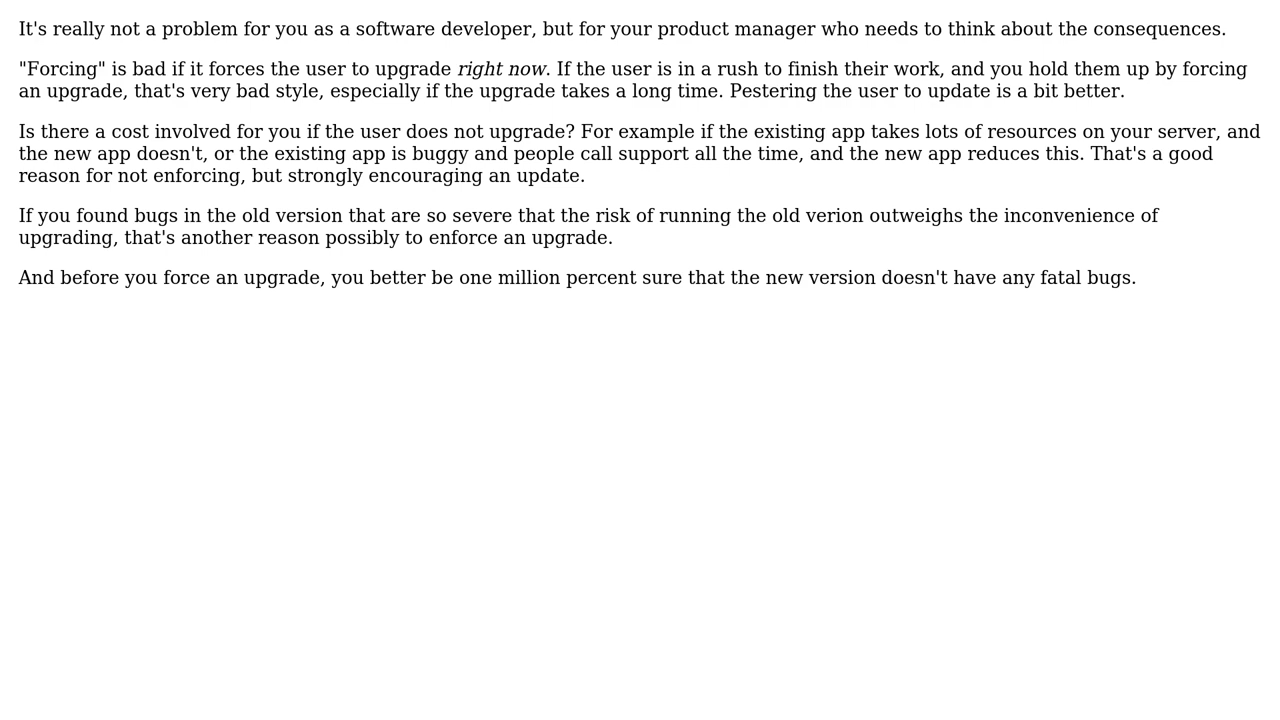 It's really not a problem for you as a software developer, but for your product manager who needs to think about the consequences.
"Forcing" is bad if it forces the user to upgrade right now. If the user is in a rush to finish their work, and you hold them up by forcing
an upgrade, that's very bad style, especially if the upgrade takes a long time. Pestering the user to update is a bit better.
Is there a cost involved for you if the user does not upgrade? For example if the existing app takes lots of resources on your server, and
the new app doesn't, or the existing app is buggy and people call support all the time, and the new app reduces this. That's a good
reason for not enforcing, but strongly encouraging an update.
If you found bugs in the old version that are so severe that the risk of running the old verion outweighs the inconvenience of
upgrading, that's another reason possibly to enforce an upgrade.
And before you force an upgrade, you better be one million percent sure that the new version doesn't have any fatal bugs.